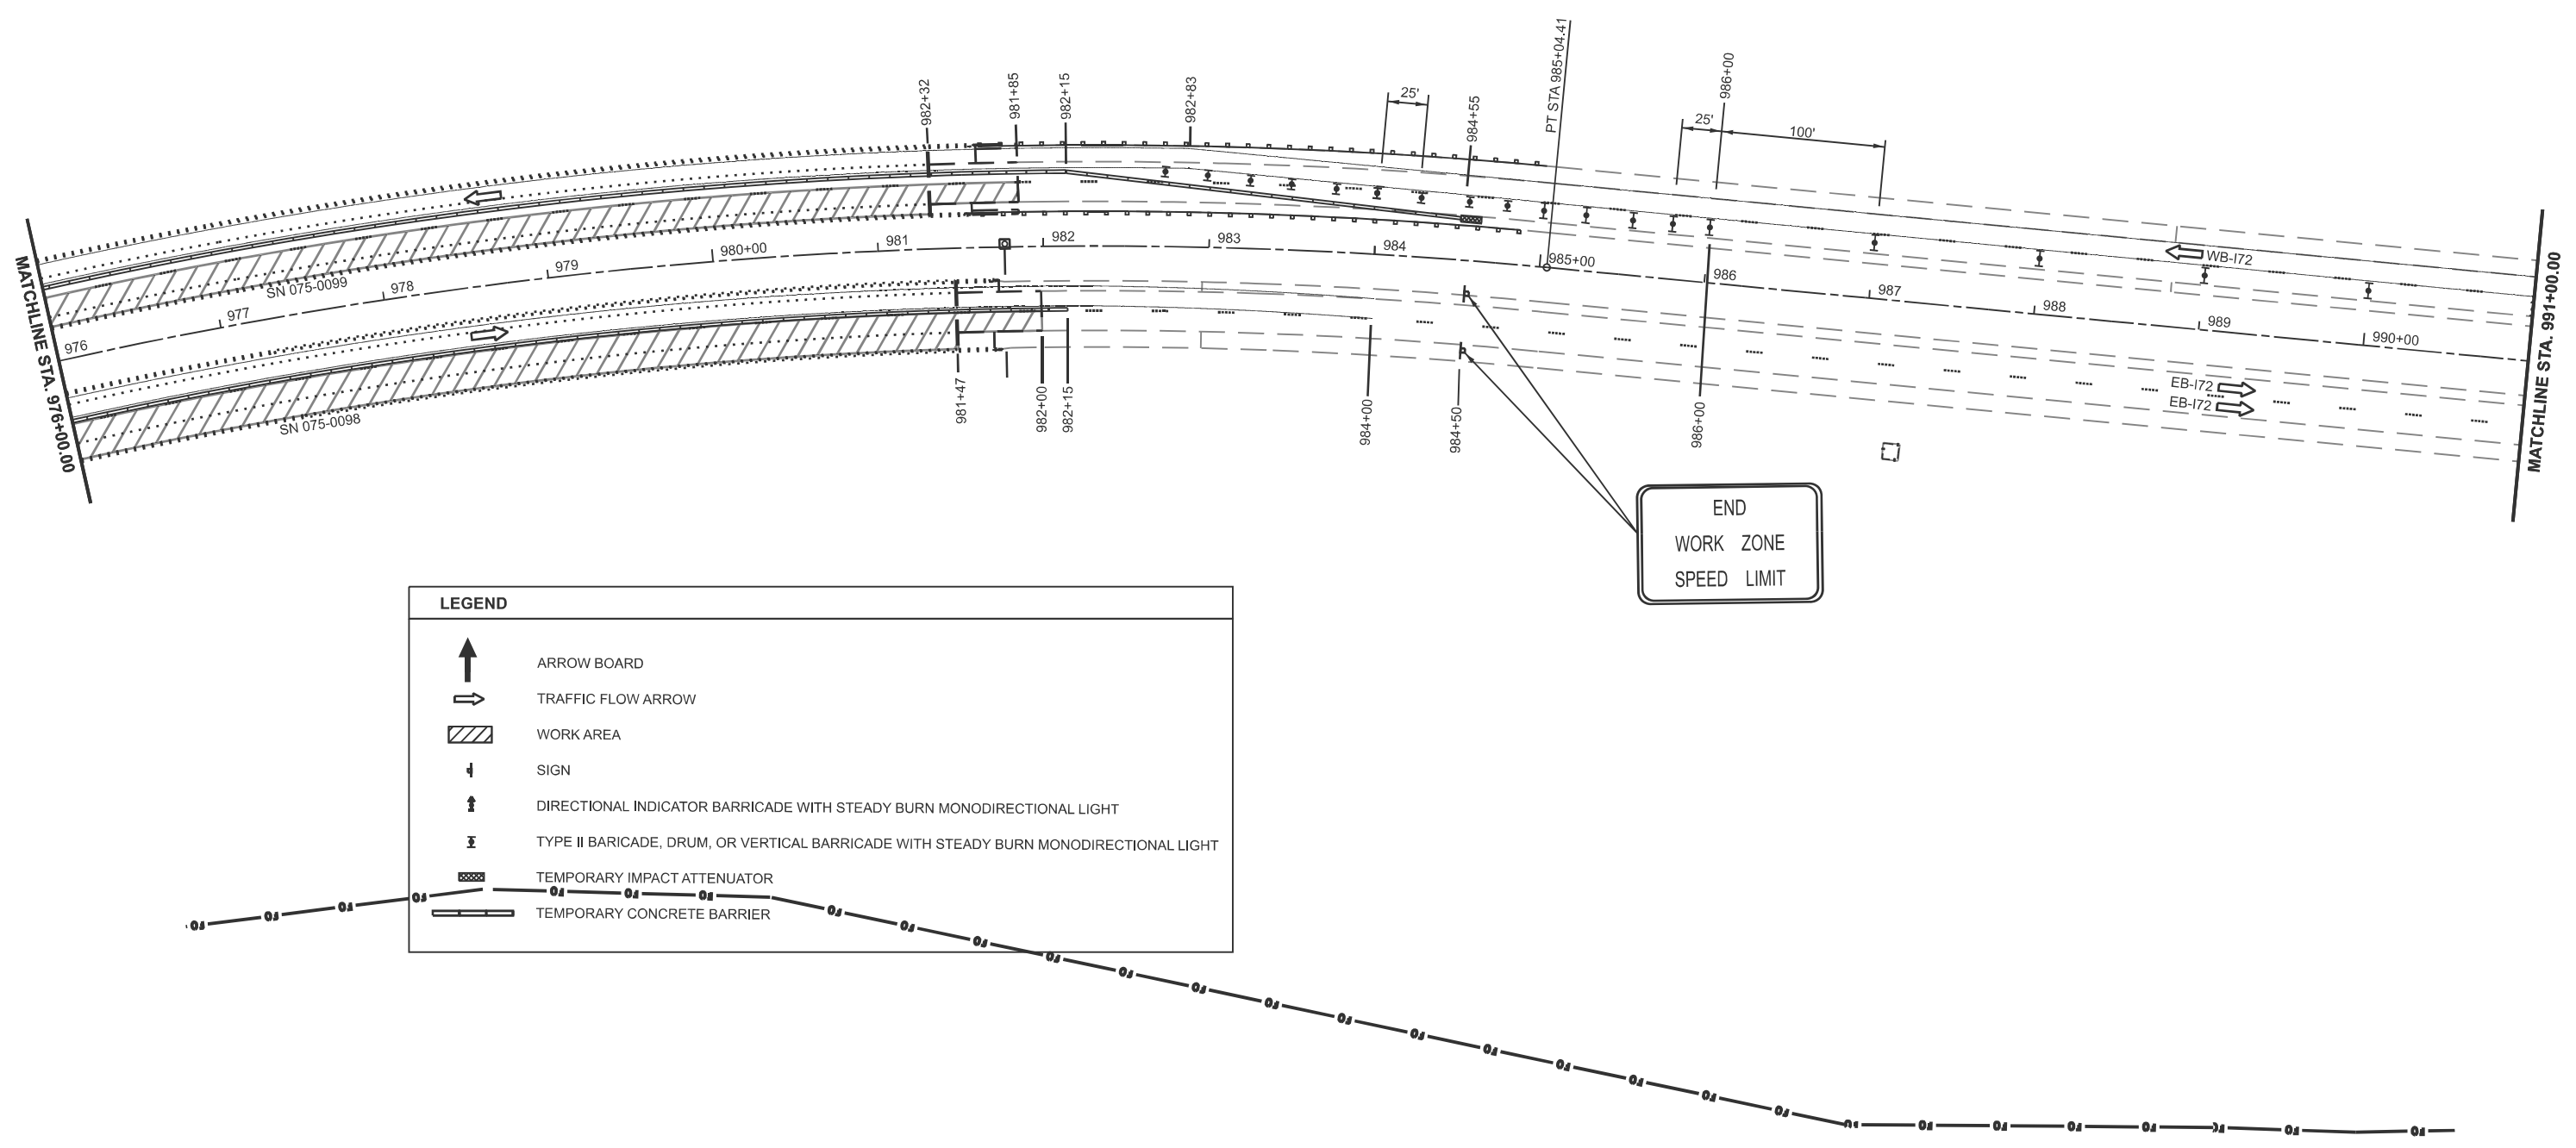 PT STA 985+04.41
986+00
982+32
981+85
982+15
982+83
984+55
25'
25'
100'
MATCHLINE STA. 976+00.00
MATCHLINE STA. 991+00.00
976
977
978
979
980+00
981
982
983
984
985+00
986
987
988
989
990+00
WB-I72
SN 075-0099
SN 075-0098
EB-I72
EB-I72
981+47
982+00
982+15
984+00
984+50
986+00
END
WORK ZONE
SPEED LIMIT
LEGEND
ARROW BOARD
TRAFFIC FLOW ARROW
WORK AREA
SIGN
DIRECTIONAL INDICATOR BARRICADE WITH STEADY BURN MONODIRECTIONAL LIGHT
TYPE II BARICADE, DRUM, OR VERTICAL BARRICADE WITH STEADY BURN MONODIRECTIONAL LIGHT
TEMPORARY IMPACT ATTENUATOR
TEMPORARY CONCRETE BARRIER